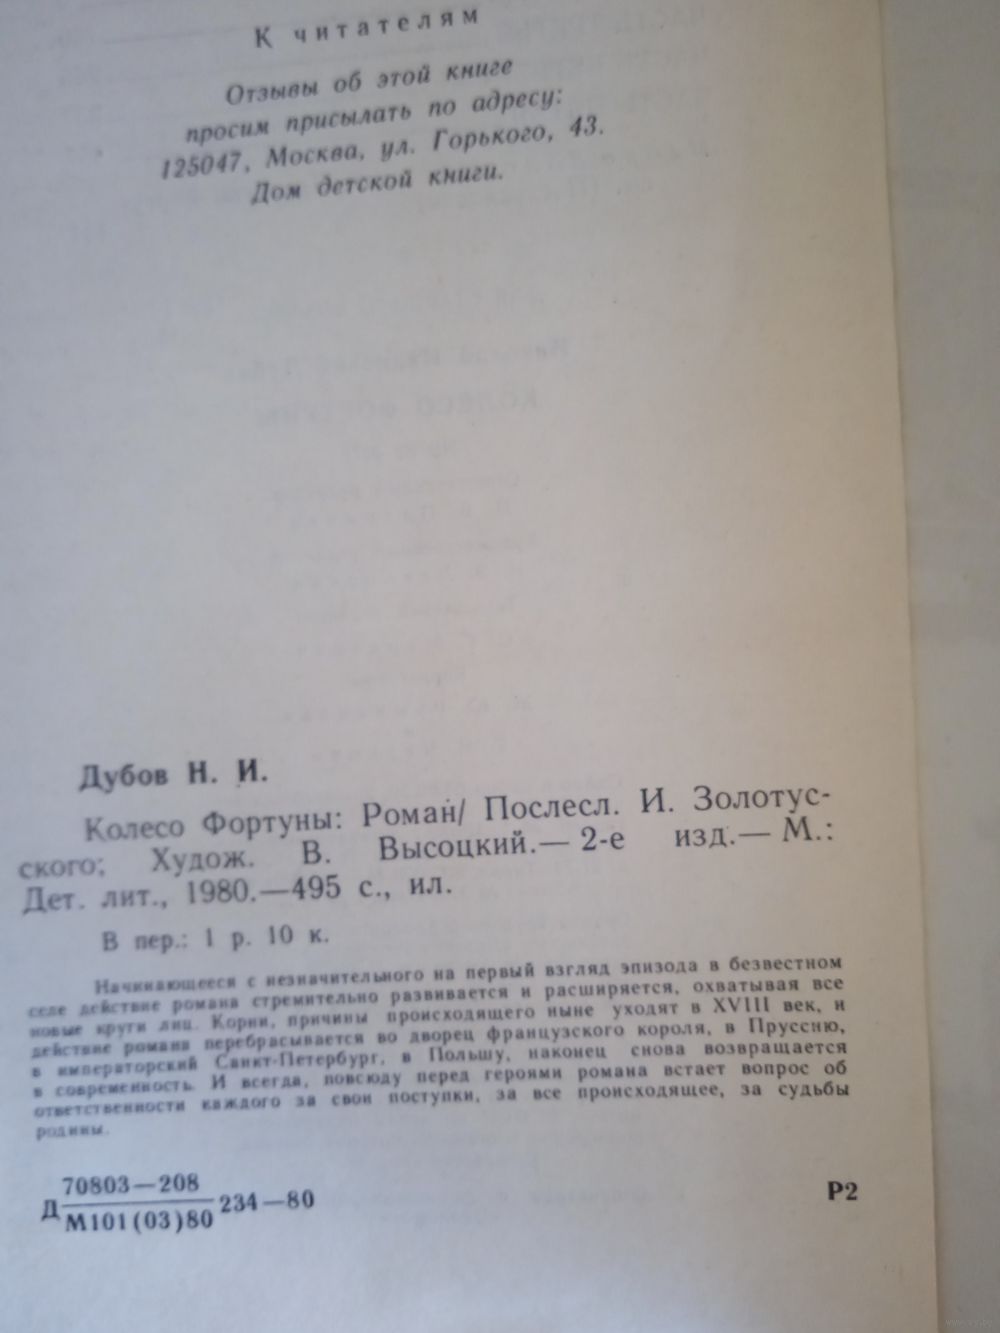 К читателям
Отзывы об этой книге
просим присылать по адресу:
125047, Москва, ул. Горького, 43.
Дом детской книги.
Дубов Н. И.
Колесо Фортуны: Роман/ Послесл. И. Золотус-
ского; Худож. В. Высоцкий.— 2-е изд.— М.:
Дет. лит., 1980.—495 с., ил.
В пер.: 1 р. 10 к.
Начинающееся с незначительного на первый взгляд эпизода в безвестном
селе действие романа стремительно развивается и расширяется, охватывая все
новые круги лиц. Корни, причины происходящего ныне уходят в XVIII век, и
действие романа перебрасывается во дворец французского короля, в Пруссию,
в императорский Санкт-Петербург, в Польшу, наконец снова возвращается
в современность. И всегда, повсюду перед героями романа встает вопрос об
ответственности каждого за свои поступки, за все происходящее, за судьбы
родины.
70803—208
Д 234—80
М101(03)80
Р2